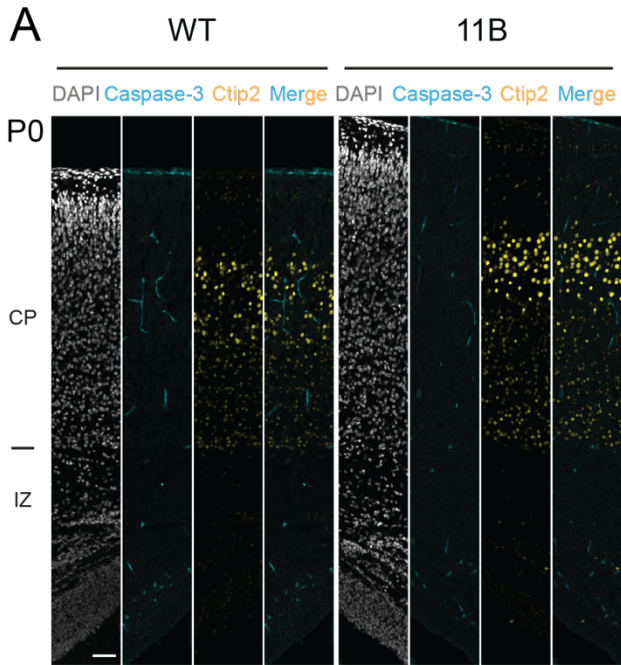 A
WT 11B
DAPI Caspase-3 Ctip2 Merge DAPI Caspase-3 Ctip2 Merge
P0
CP
IZ